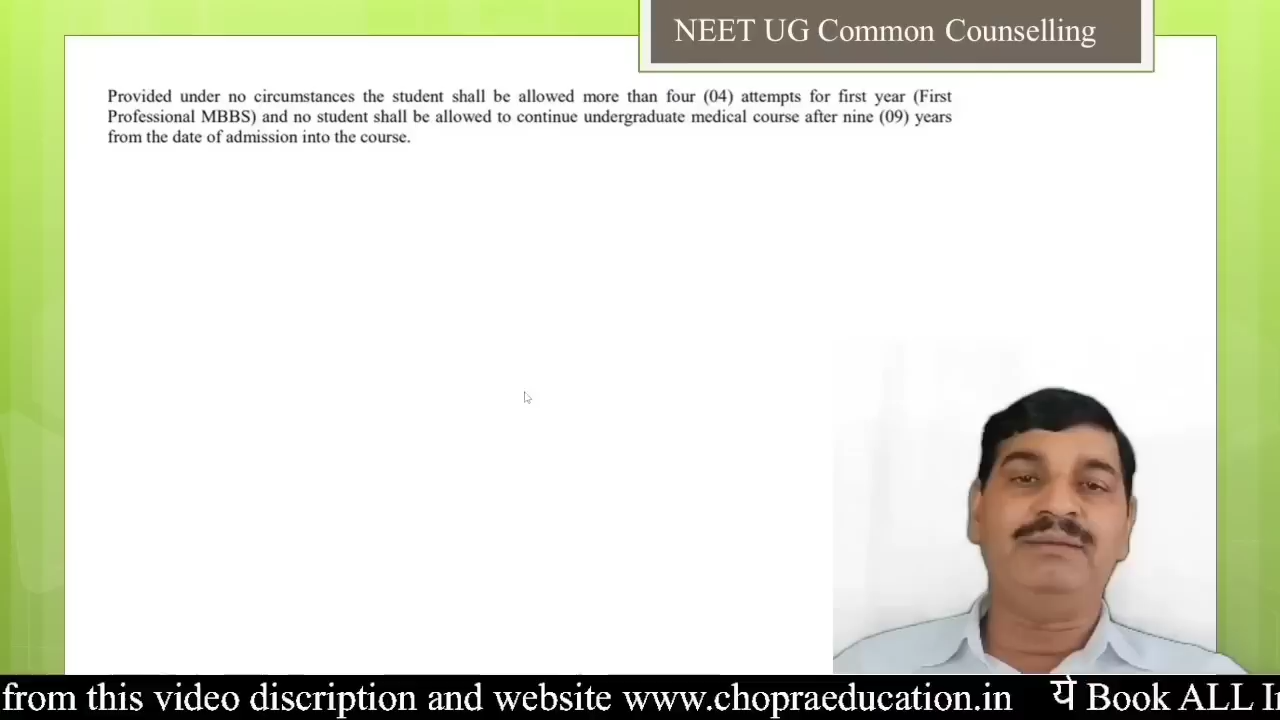 NEET UG Common Counselling
Provided under no circumstances the student shall be allowed more than four (04) attempts for first year (First
Professional MBBS) and no student shall be allowed to continue undergraduate medical course after nine (09) years
from the date of admission into the course.
from this video discription and website www.chopraeducation.in ये Book ALL I